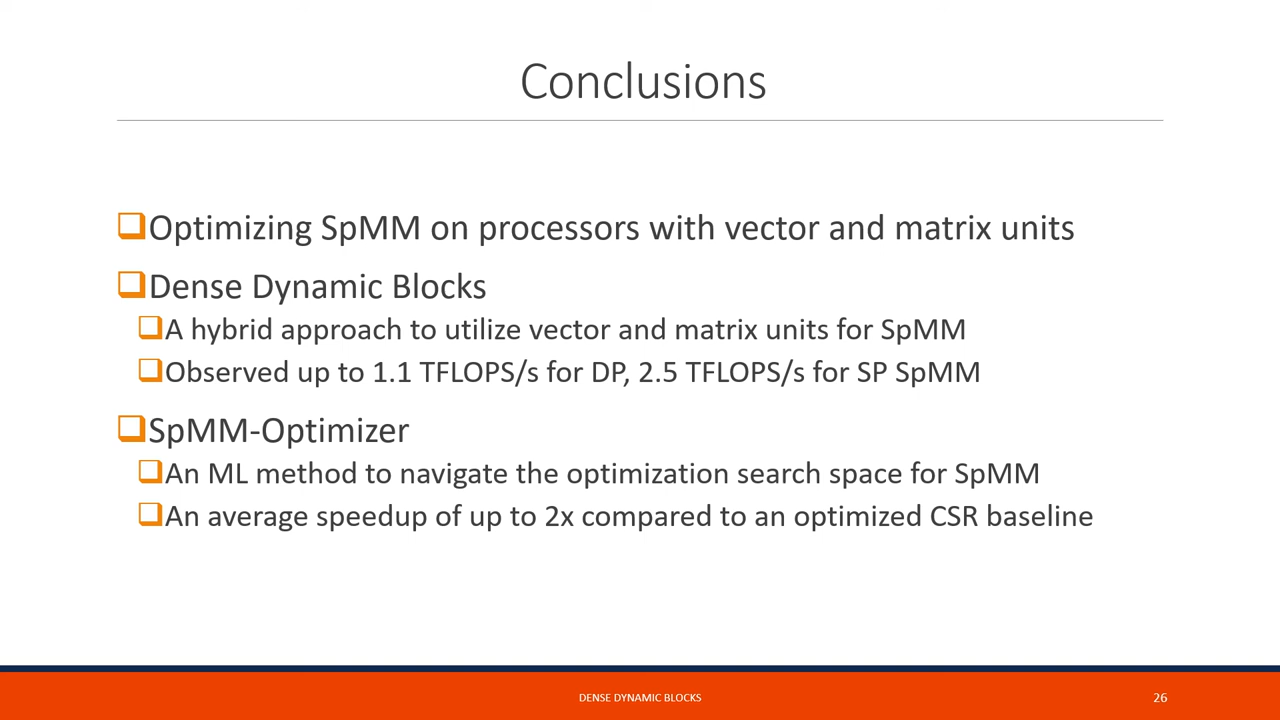 Conclusions
Optimizing SpMM on processors with vector and matrix units
Dense Dynamic Blocks
A hybrid approach to utilize vector and matrix units for SpMM
Observed up to 1.1 TFLOPS/s for DP, 2.5 TFLOPS/s for SP SpMM
SpMM-Optimizer
An ML method to navigate the optimization search space for SpMM
An average speedup of up to 2x compared to an optimized CSR baseline
DENSE DYNAMIC BLOCKS
26